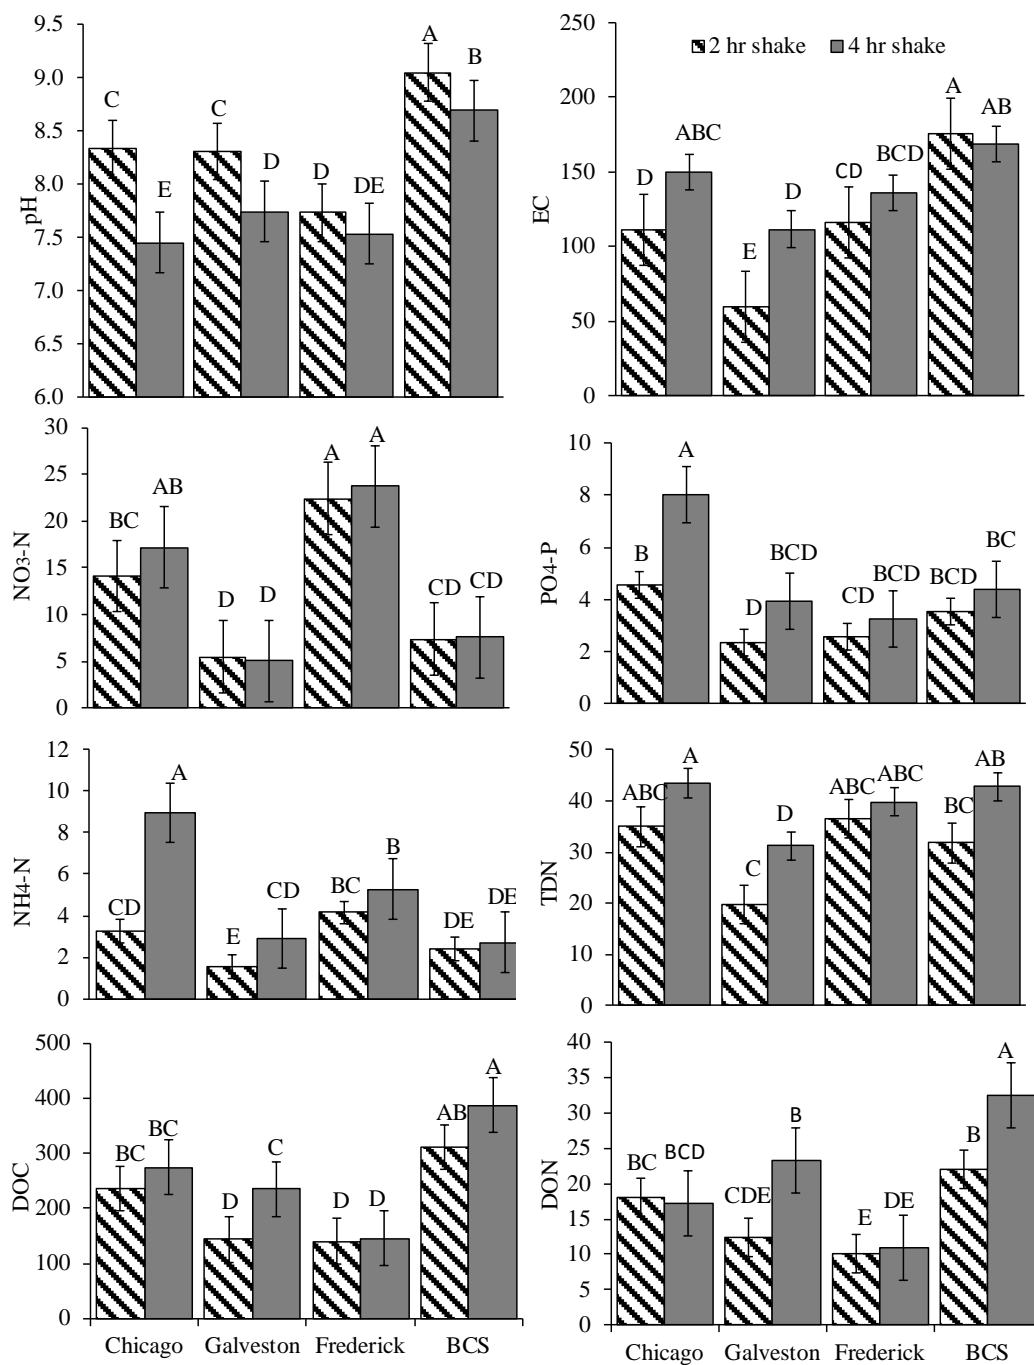 9.5
9.0
8.5
8.0
7.5
7.0
6.5
6.0
pH
C
E
C
D
D
DE
A
B
250
200
150
100
50
0
EC
2 hr shake
4 hr shake
D
ABC
E
D
CD
BCD
A
AB
30
25
20
15
10
5
0
NO3-N
BC
AB
D
D
A
A
CD
CD
10
8
6
4
2
0
PO4-P
B
A
D
BCD
CD
BCD
BCD
BC
12
10
8
6
4
2
0
NH4-N
CD
A
E
CD
BC
B
DE
DE
50
40
30
20
10
0
TDN
ABC
A
C
D
ABC
ABC
BC
AB
500
400
300
200
100
0
DOC
BC
BC
D
C
D
D
AB
A
Chicago Galveston Frederick BCS
40
35
30
25
20
15
10
5
0
DON
BC
BCD
CDE
B
E
DE
B
A
Chicago Galveston Frederick BCS